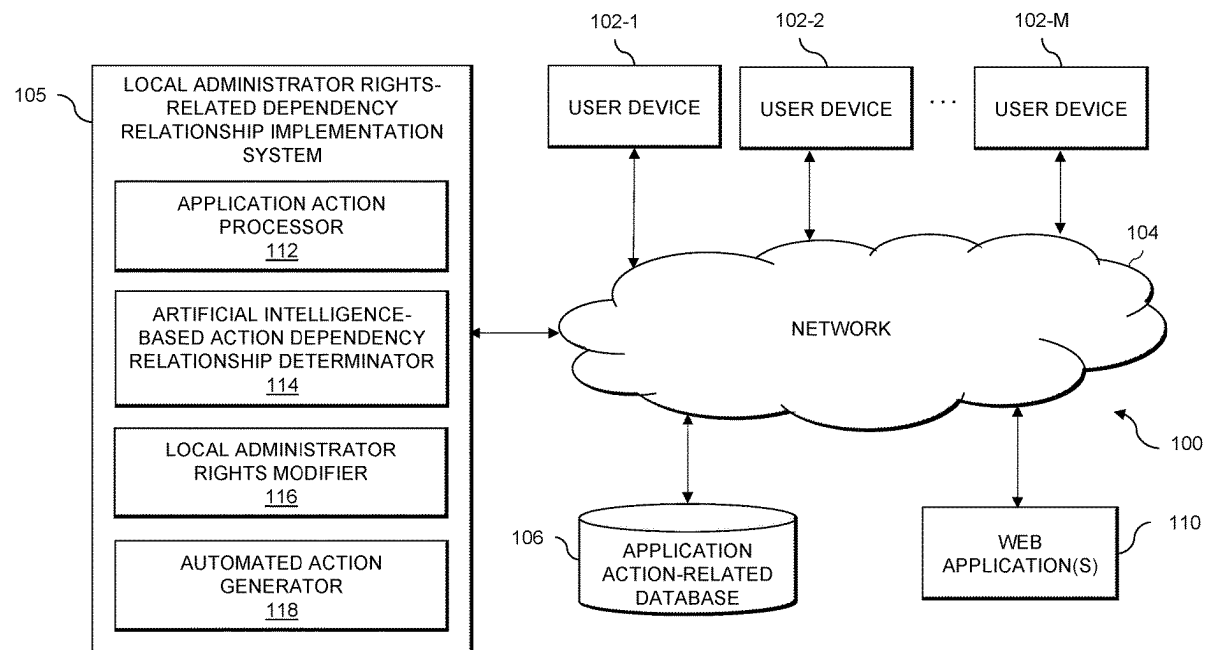 102-1
102-2
102-M
105
LOCAL ADMINISTRATOR RIGHTS-
RELATED DEPENDENCY
RELATIONSHIP IMPLEMENTATION
SYSTEM
APPLICATION ACTION
PROCESSOR
112
ARTIFICIAL INTELLIGENCE-
BASED ACTION DEPENDENCY
RELATIONSHIP DETERMINATOR
114
LOCAL ADMINISTRATOR
RIGHTS MODIFIER
116
AUTOMATED ACTION
GENERATOR
118
USER DEVICE
USER DEVICE
...
USER DEVICE
104
NETWORK
100
106
APPLICATION
ACTION-RELATED
DATABASE
WEB
APPLICATION(S)
110